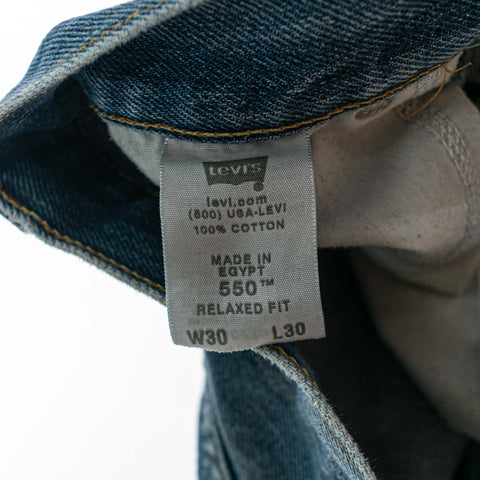 Levi's
®
levi.com
(800) USA-LEVI
100% COTTON
MADE IN
EGYPT
550™
RELAXED FIT
W30 L30